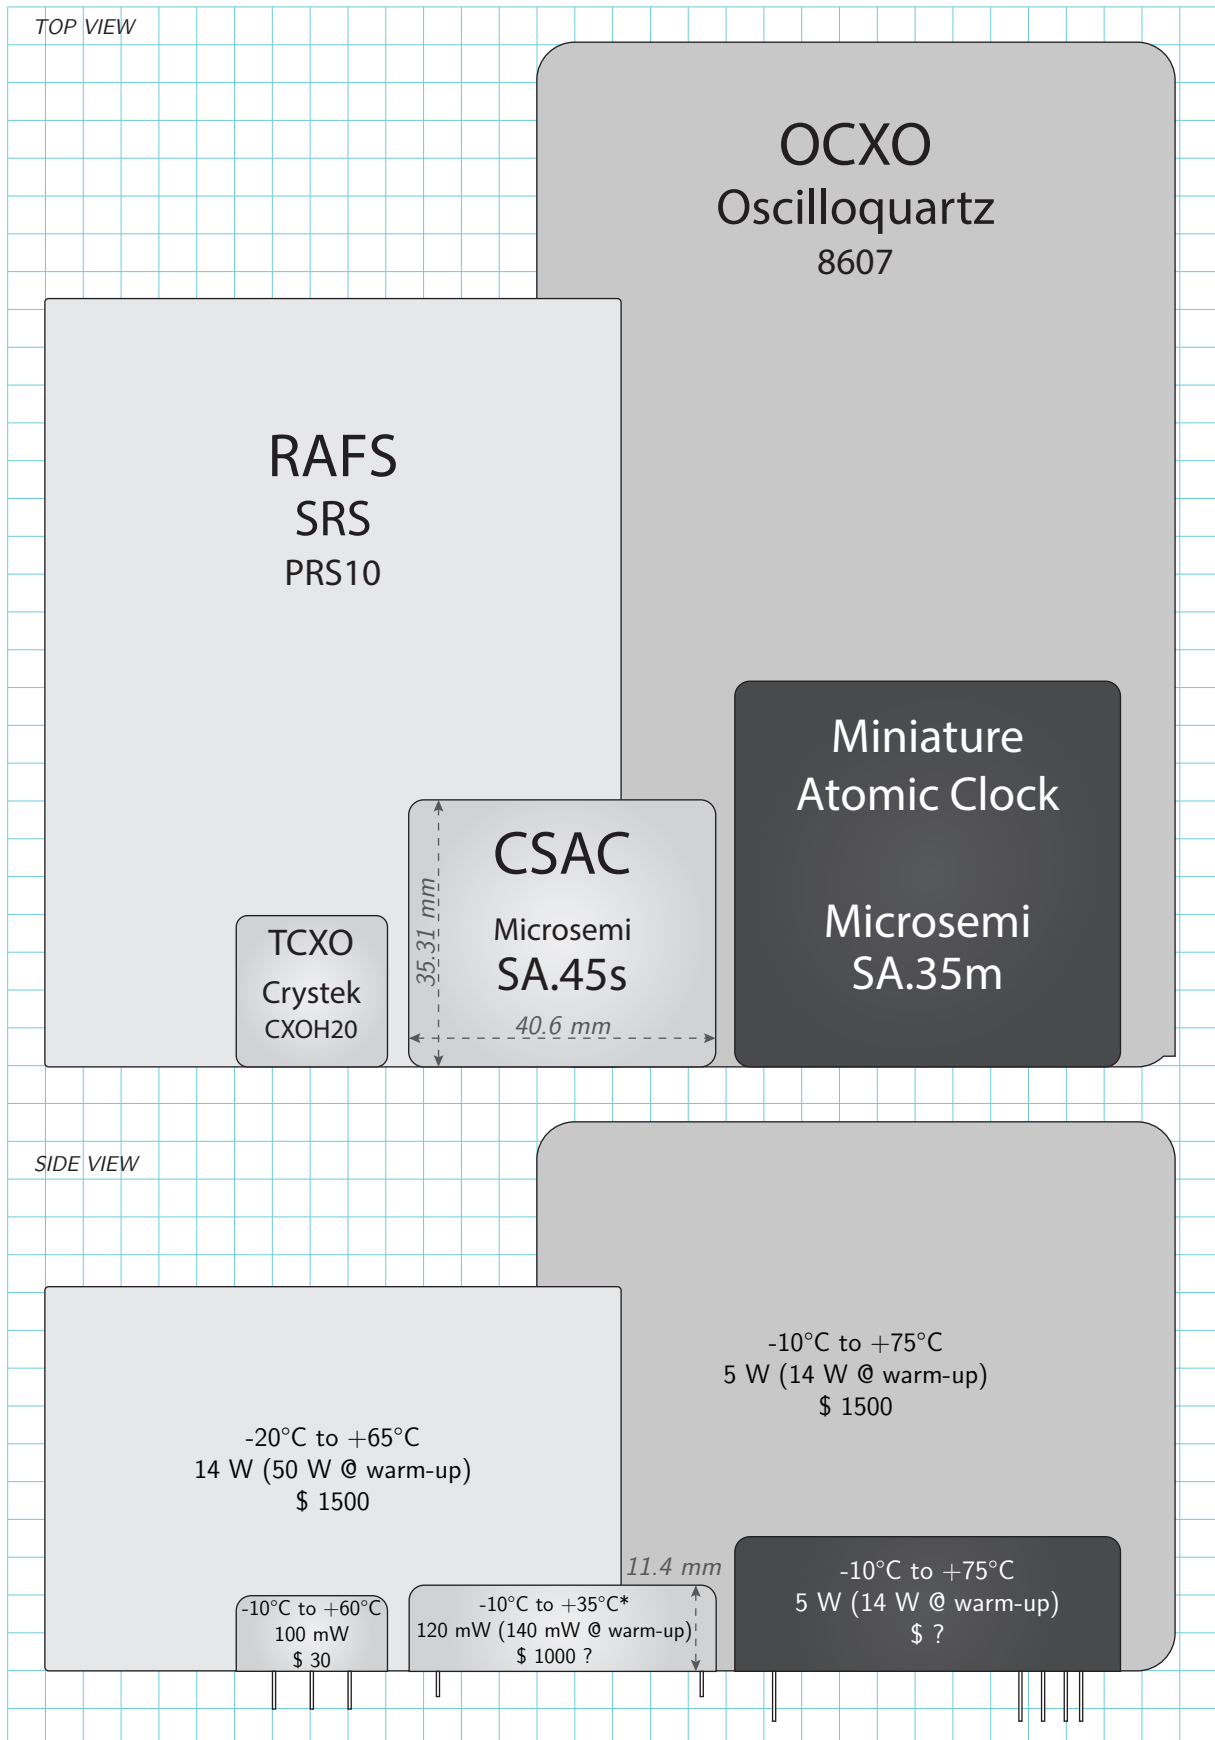 TOP VIEW
OCXO
Oscilloquartz
8607
RAFS
SRS
PRS10
Miniature
Atomic Clock
Microsemi
SA.35m
CSAC
Microsemi
SA.45s
35.31 mm
40.6 mm
TCXO
Crystek
CXOH20
SIDE VIEW
-10°C to +75°C
5 W (14 W @ warm-up)
$ 1500
-20°C to +65°C
14 W (50 W @ warm-up)
$ 1500
11.4 mm
-10°C to +60°C
100 mW
$ 30
-10°C to +35°C*
120 mW (140 mW @ warm-up)
$ 1000 ?
-10°C to +75°C
5 W (14 W @ warm-up)
$ ?